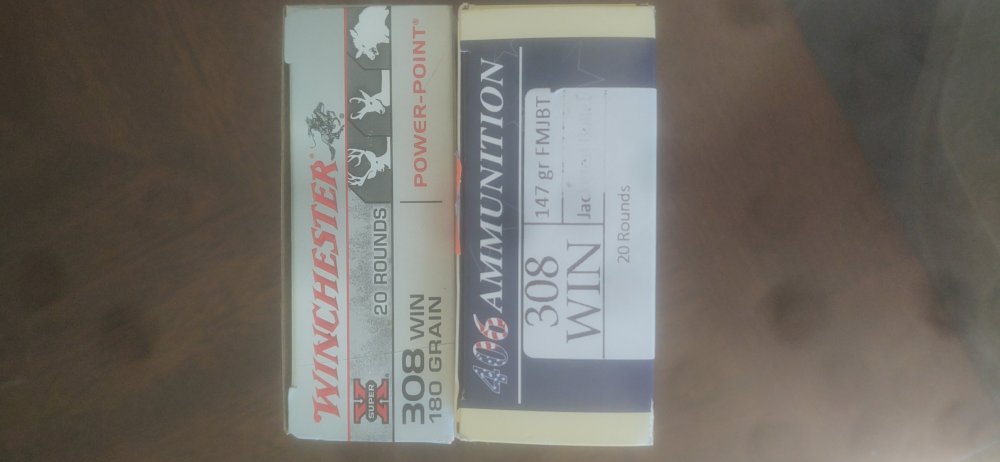 WINCHESTER®
SUPER X®
20 ROUNDS
308 WIN
180 GRAIN
POWER-POINT®
406 AMMUNITION
308
WIN
147 gr FMJBT
20 Rounds